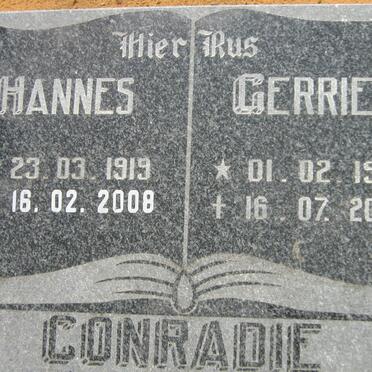 Hier Rus
HANNES GERRIE
23.03.1919 ★ 01.02.19
16.02.2008 † 16.07.20
CONRADIE